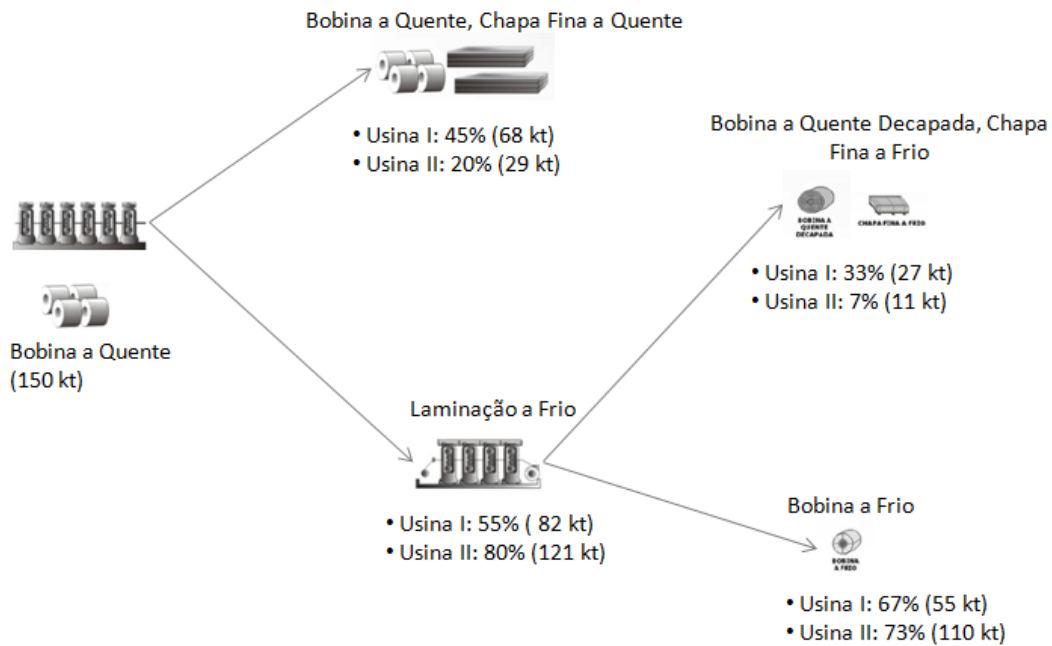 Bobina a Quente, Chapa Fina a Quente
• Usina I: 45% (68 kt)
• Usina II: 20% (29 kt)
Bobina a Quente
(150 kt)
Laminação a Frio
• Usina I: 55% ( 82 kt)
• Usina II: 80% (121 kt)
Bobina a Quente Decapada, Chapa
Fina a Frio
BOBINA A
QUENTE
DECAPADA
CHAPA FINA A FRIO
• Usina I: 33% (27 kt)
• Usina II: 7% (11 kt)
Bobina a Frio
BOBINA
A FRIO
• Usina I: 67% (55 kt)
• Usina II: 73% (110 kt)